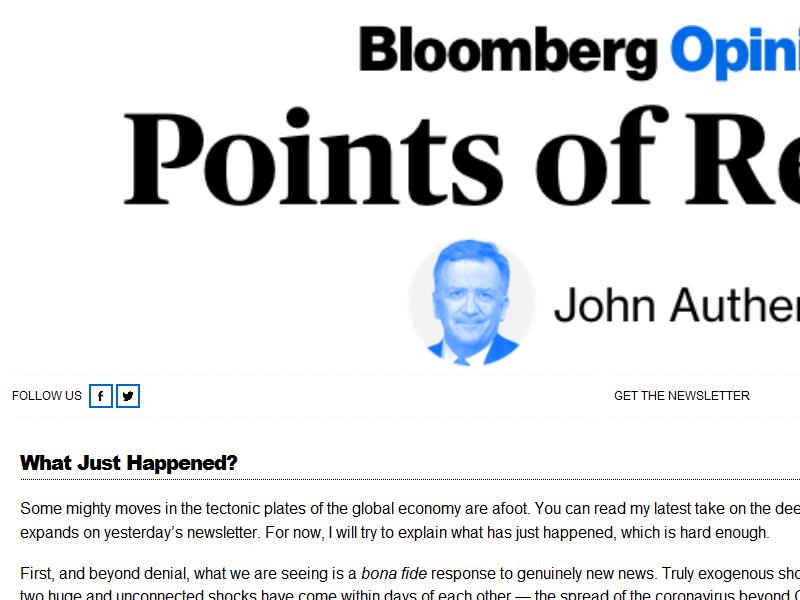 Bloomberg Opini
Points of Re
John Auther
FOLLOW US
GET THE NEWSLETTER
What Just Happened?
Some mighty moves in the tectonic plates of the global economy are afoot. You can read my latest take on the dee
expands on yesterday’s newsletter. For now, I will try to explain what has just happened, which is hard enough.
First, and beyond denial, what we are seeing is a bona fide response to genuinely new news. Truly exogenous sho
two huge and unconnected shocks have come within days of each other — the spread of the coronavirus beyond C